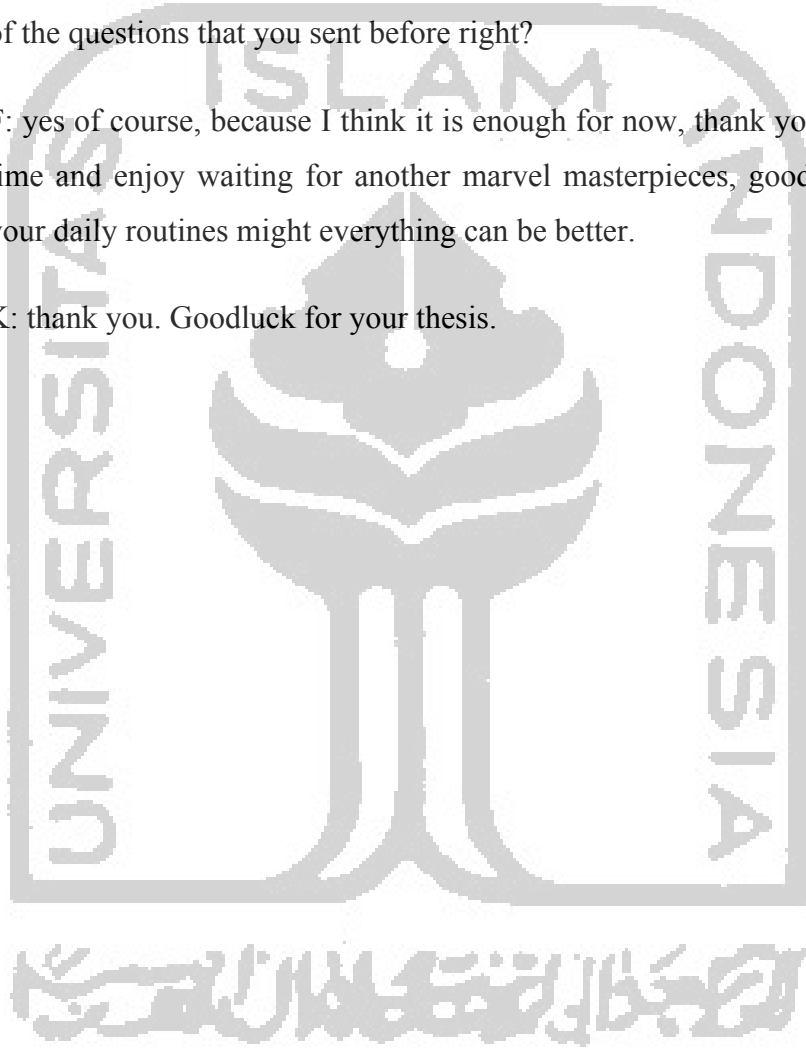 of the questions that you sent before right?
F: yes of course, because I think it is enough for now, thank yo
ime and enjoy waiting for another marvel masterpieces, good
your daily routines might everything can be better.
K: thank you. Goodluck for your thesis.
ISLAM
UNIVERSITAS
INDONESIA